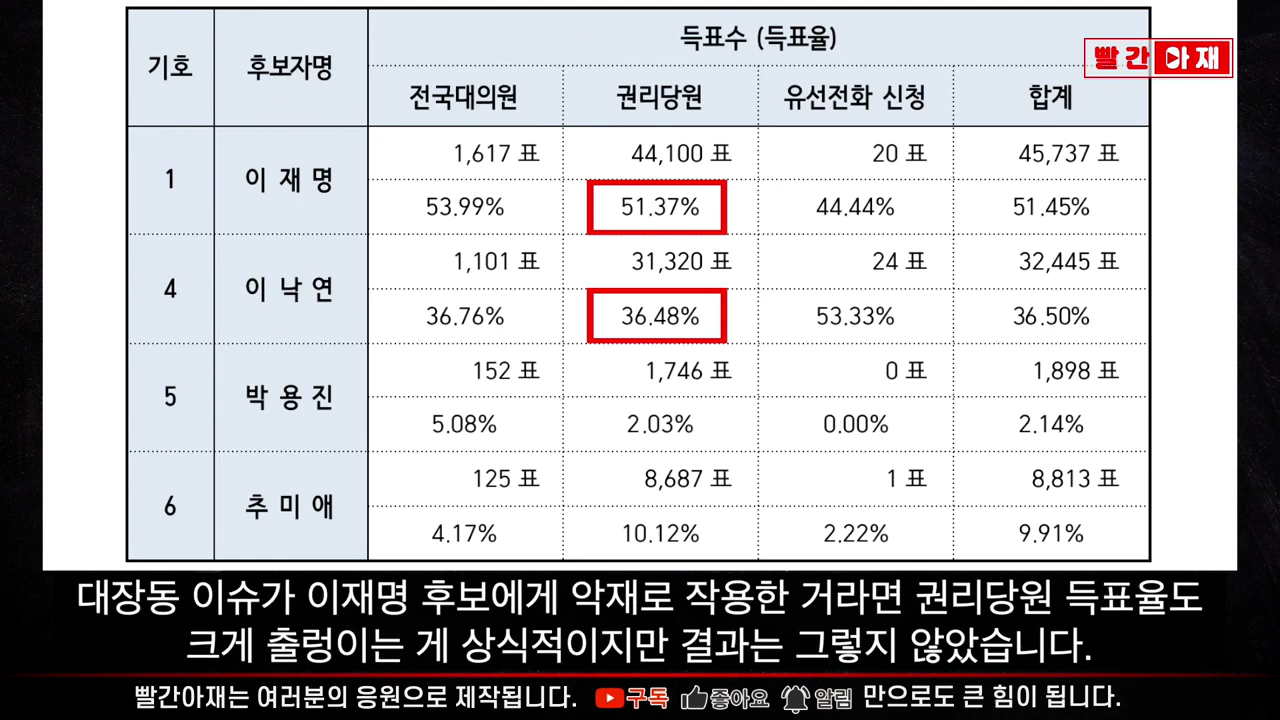 기호 후보자명 득표수 (득표율)
전국대의원 권리당원 유선전화 신청 합계
빨간아재
1 이재명 1,617 표 44,100 표 20 표 45,737 표
53.99% 51.37% 44.44% 51.45%
4 이낙연 1,101 표 31,320 표 24 표 32,445 표
36.76% 36.48% 53.33% 36.50%
5 박용진 152 표 1,746 표 0 표 1,898 표
5.08% 2.03% 0.00% 2.14%
6 추미애 125 표 8,687 표 1 표 8,813 표
4.17% 10.12% 2.22% 9.91%
대장동 이슈가 이재명 후보에게 악재로 작용한 거라면 권리당원 득표율도
크게 출렁이는 게 상식적이지만 결과는 그렇지 않았습니다.
빨간아재는 여러분의 응원으로 제작됩니다. 구독 좋아요 알림 만으로도 큰 힘이 됩니다.